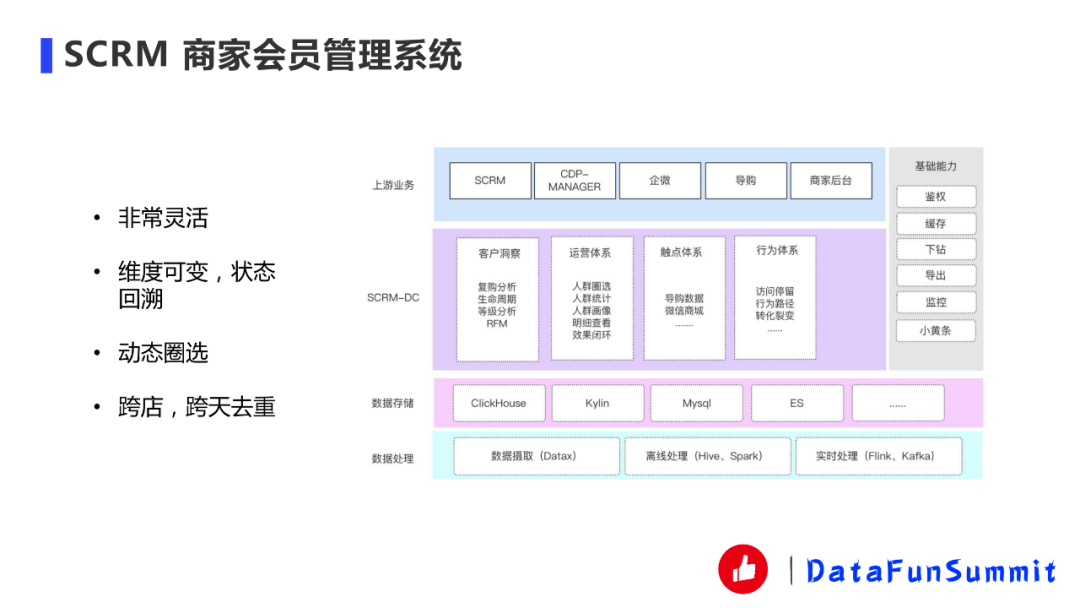 SCRM 商家会员管理系统
• 非常灵活
• 维度可变，状态
回溯
• 动态圈选
• 跨店，跨天去重
上游业务
SCRM
CDP-
MANAGER
企微
导购
商家后台
SCRM-DC
客户洞察
复购分析
生命周期
等级分析
RFM
运营体系
人群圈选
人群统计
人群画像
明细查看
效果闭环
触点体系
导购数据
微信商城
.......
行为体系
访问停留
行为路径
转化裂变
......
基础能力
鉴权
缓存
下钻
导出
监控
小黄条
数据存储
ClickHouse
Kylin
Mysql
ES
......
数据处理
数据摄取（Datax）
离线处理（Hive、Spark）
实时处理（Flink、Kafka）
DataFunSummit